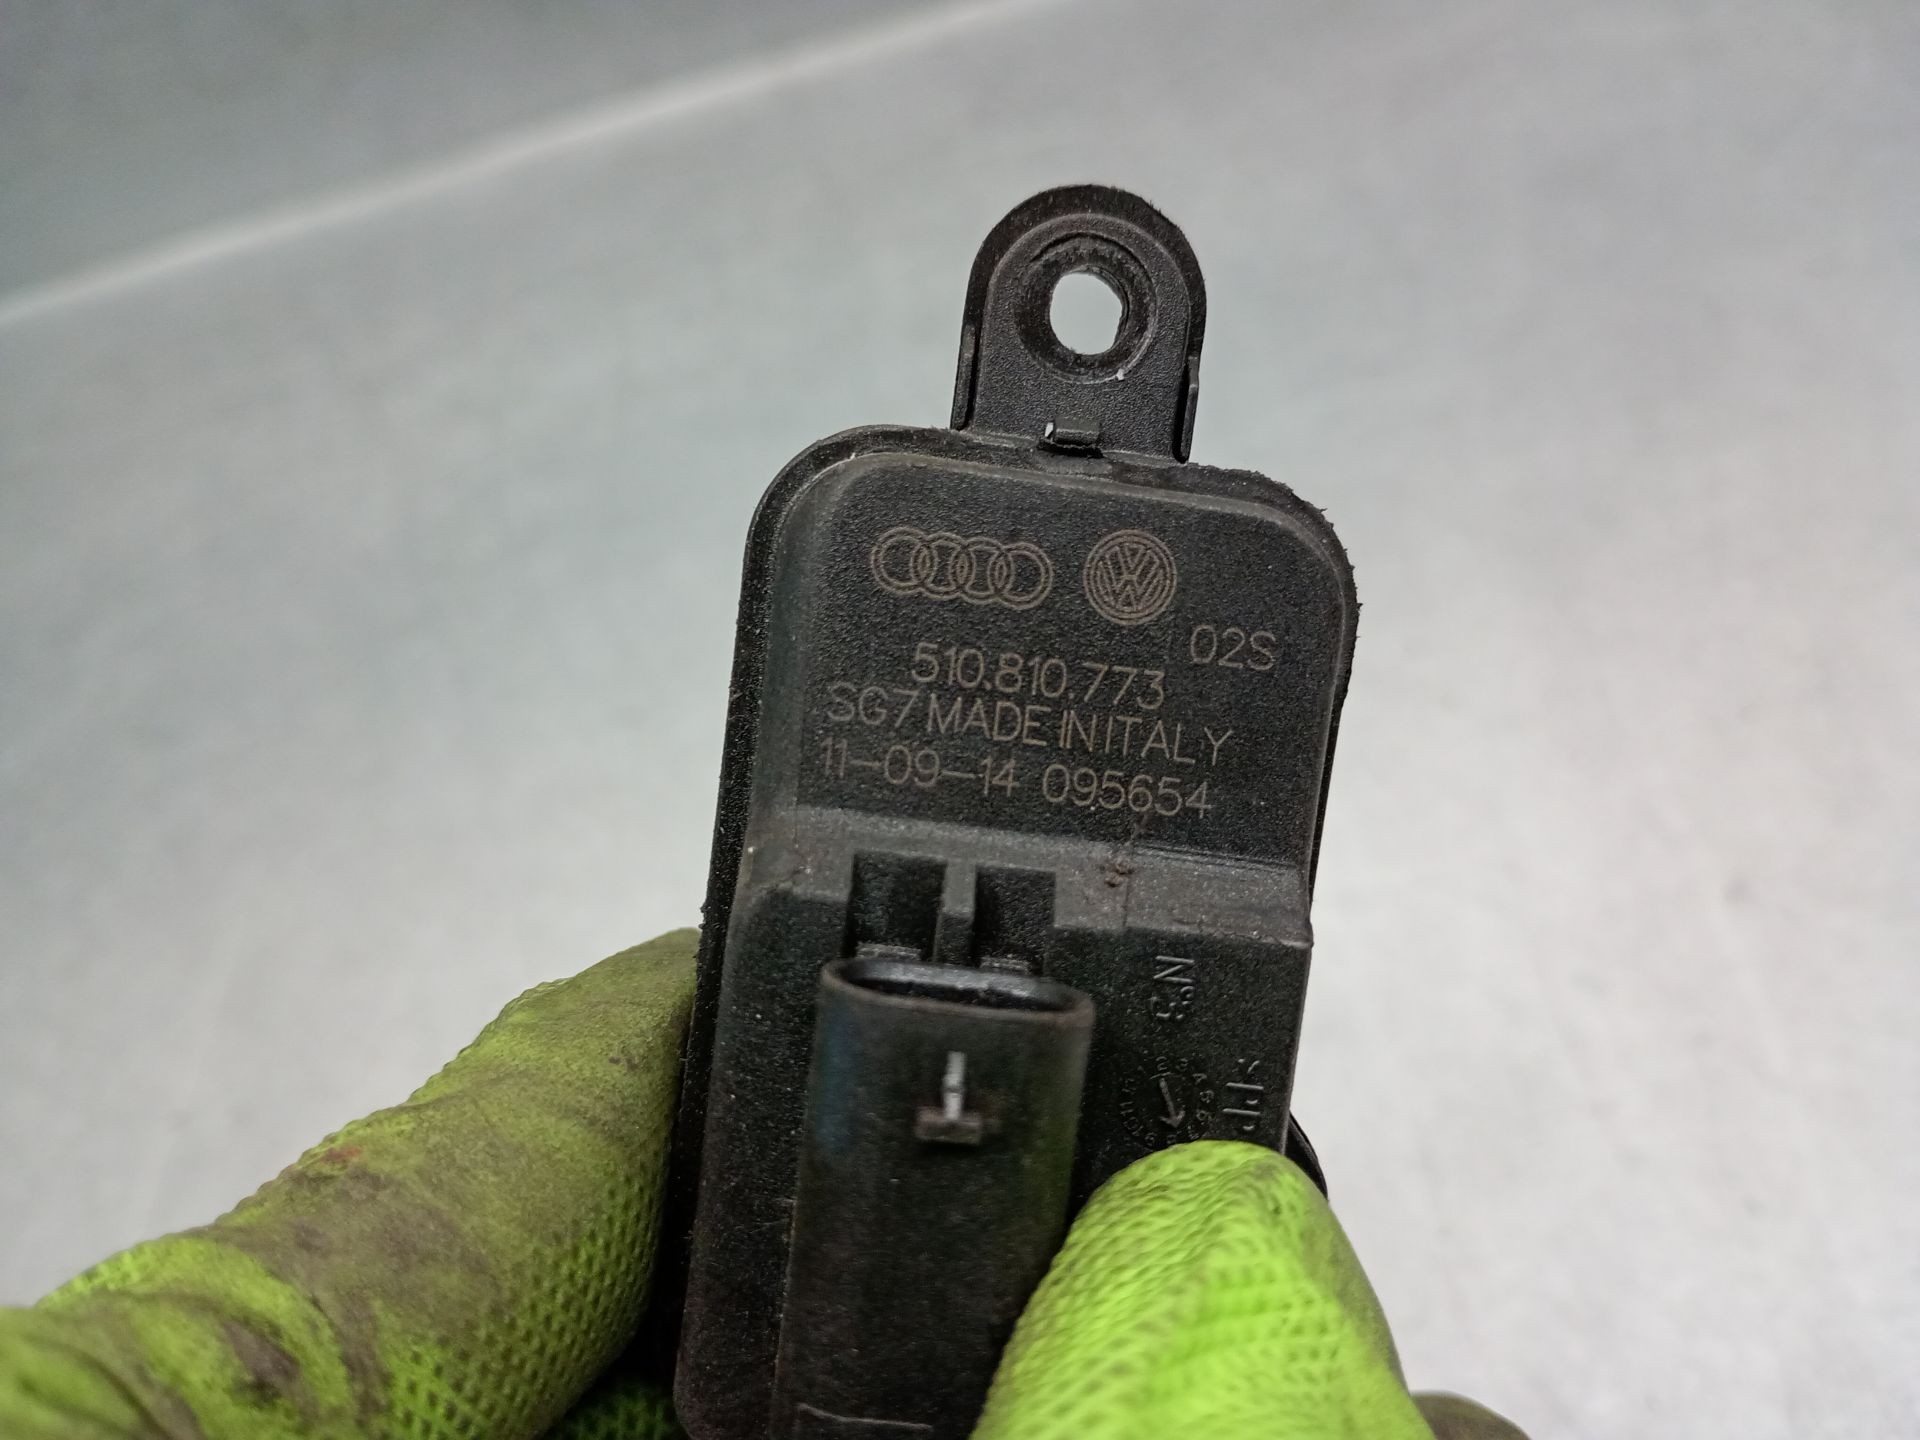 02S
510.810.773
SG7 MADE IN ITALY
11-09-14 095654